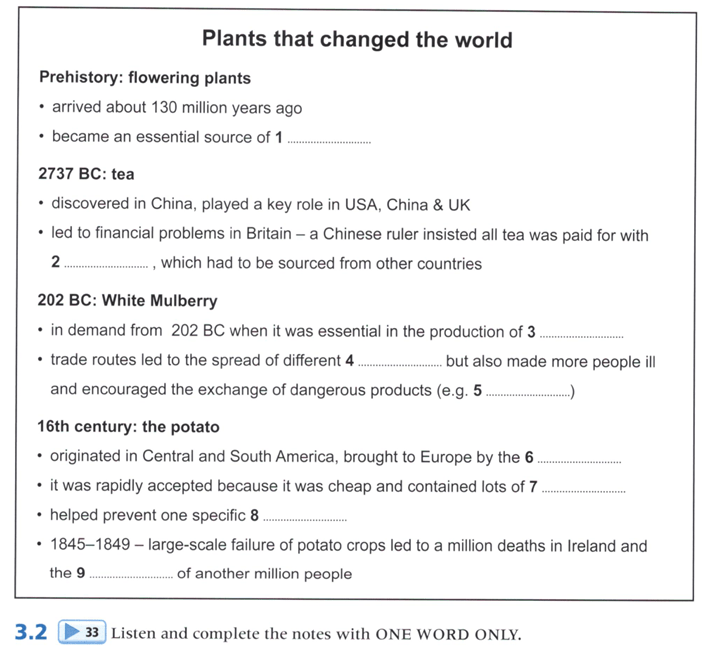 Plants that changed the world
Prehistory: flowering plants
• arrived about 130 million years ago
• became an essential source of 1 ..............................
2737 BC: tea
• discovered in China, played a key role in USA, China & UK
• led to financial problems in Britain – a Chinese ruler insisted all tea was paid for with
2 .............................. , which had to be sourced from other countries
202 BC: White Mulberry
• in demand from 202 BC when it was essential in the production of 3 ..............................
• trade routes led to the spread of different 4 .............................. but also made more people ill
and encouraged the exchange of dangerous products (e.g. 5 ..............................)
16th century: the potato
• originated in Central and South America, brought to Europe by the 6 ..............................
• it was rapidly accepted because it was cheap and contained lots of 7 ..............................
• helped prevent one specific 8 ..............................
• 1845–1849 – large-scale failure of potato crops led to a million deaths in Ireland and
the 9 .............................. of another million people
3.2 33 Listen and complete the notes with ONE WORD ONLY.